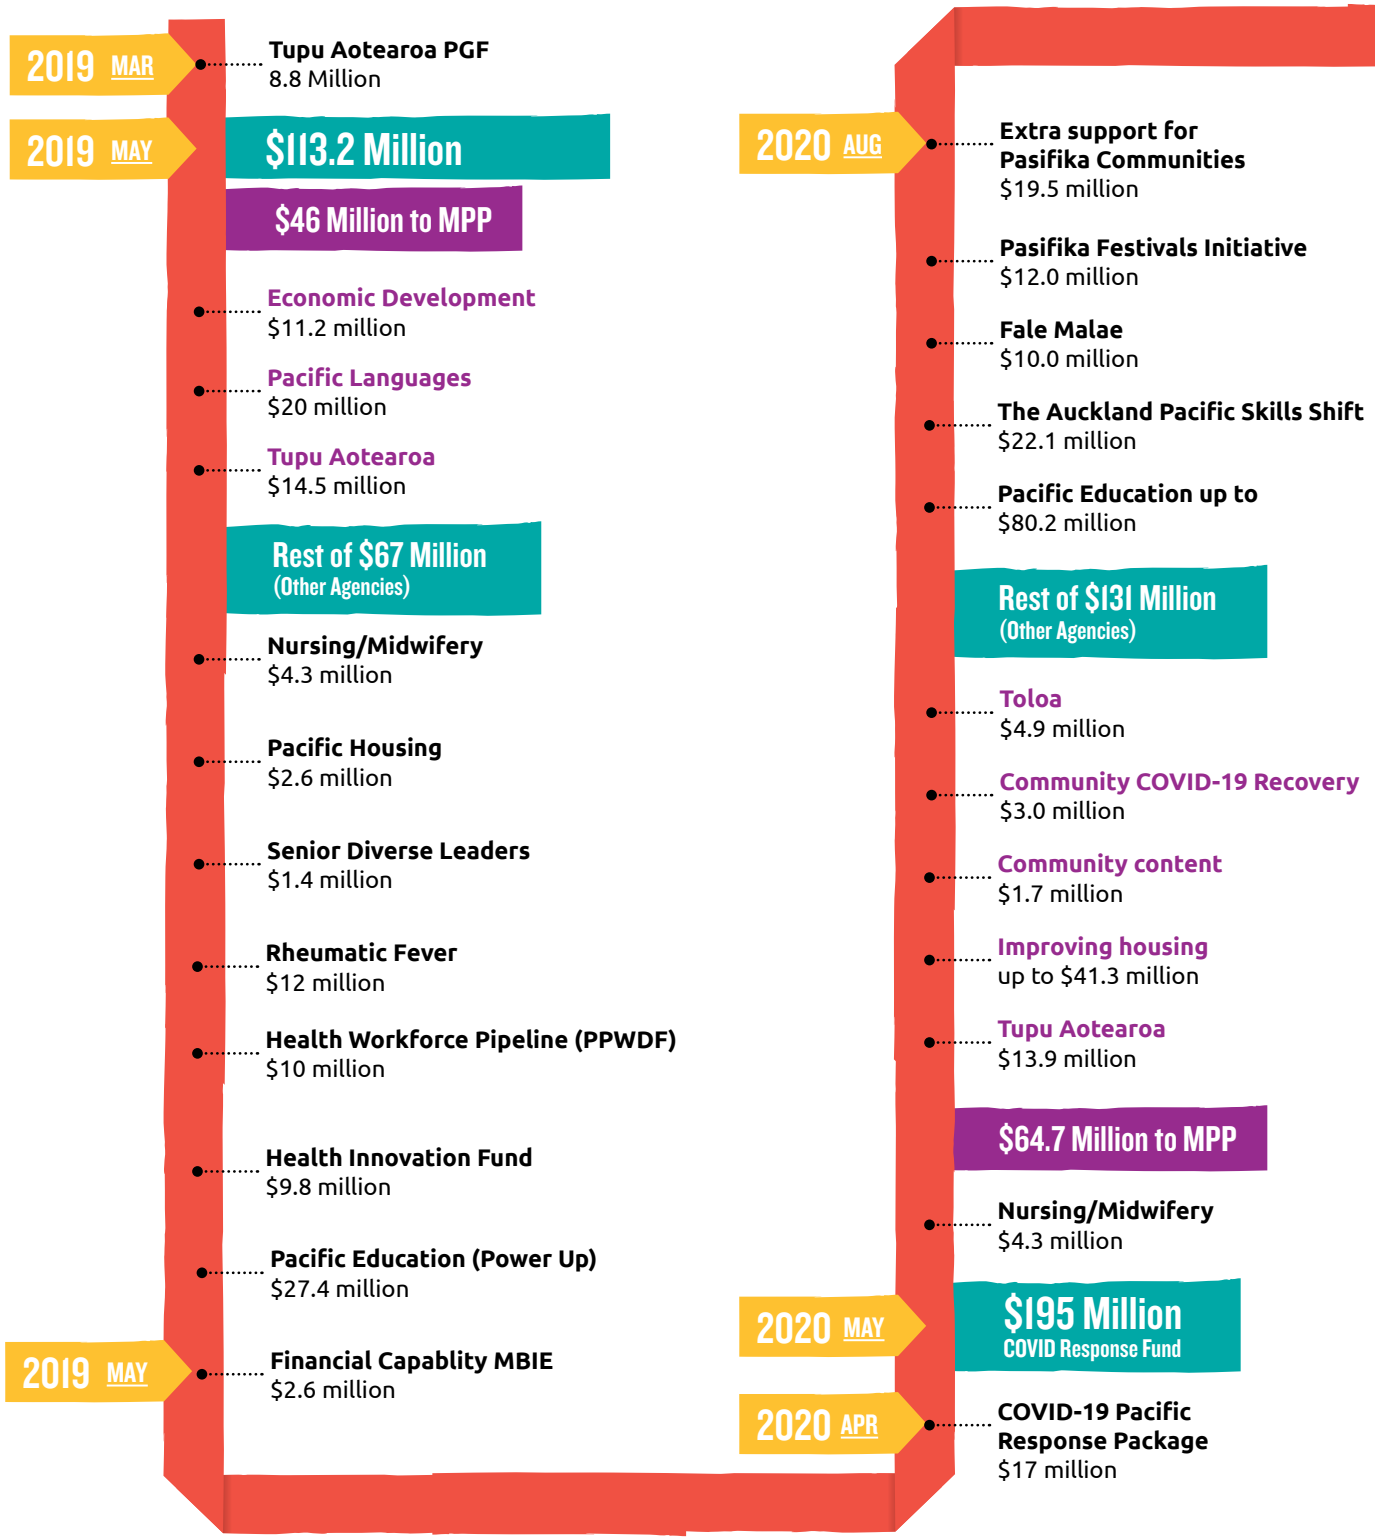 2019 MAR
Tupu Aotearoa PGF
8.8 Million
2019 MAY
$113.2 Million
$46 Million to MPP
Economic Development
$11.2 million
Pacific Languages
$20 million
Tupu Aotearoa
$14.5 million
Rest of $67 Million
(Other Agencies)
Nursing/Midwifery
$4.3 million
Pacific Housing
$2.6 million
Senior Diverse Leaders
$1.4 million
Rheumatic Fever
$12 million
Health Workforce Pipeline (PPWDF)
$10 million
Health Innovation Fund
$9.8 million
Pacific Education (Power Up)
$27.4 million
2019 MAY
Financial Capablity MBIE
$2.6 million
2020 AUG
Extra support for
Pasifika Communities
$19.5 million
Pasifika Festivals Initiative
$12.0 million
Fale Malae
$10.0 million
The Auckland Pacific Skills Shift
$22.1 million
Pacific Education up to
$80.2 million
Rest of $131 Million
(Other Agencies)
Toloa
$4.9 million
Community COVID-19 Recovery
$3.0 million
Community content
$1.7 million
Improving housing
up to $41.3 million
Tupu Aotearoa
$13.9 million
$64.7 Million to MPP
Nursing/Midwifery
$4.3 million
2020 MAY
$195 Million
COVID Response Fund
2020 APR
COVID-19 Pacific
Response Package
$17 million